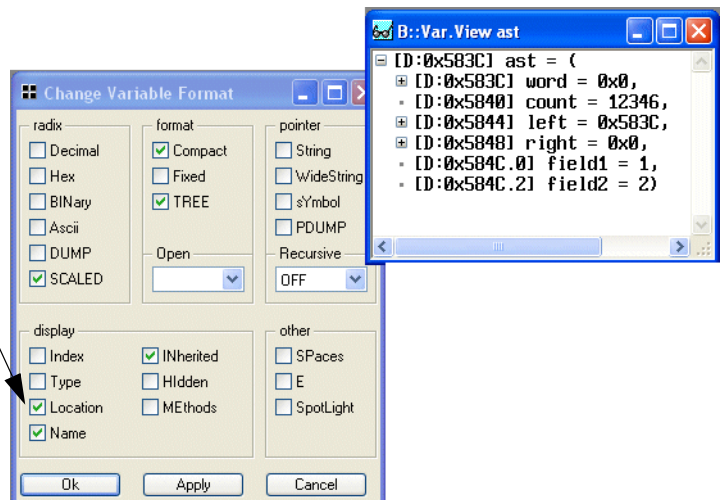 B::Var.View ast
[D:0x583C] ast = (
[D:0x583C] word = 0x0,
[D:0x5840] count = 12346,
[D:0x5844] left = 0x583C,
[D:0x5848] right = 0x0,
[D:0x584C.0] field1 = 1,
[D:0x584C.2] field2 = 2)
Change Variable Format
radix
Decimal
Hex
BINary
Ascii
DUMP
SCALED
format
Compact
Fixed
TREE
Open
pointer
String
WideString
sYmbol
PDUMP
Recursive
OFF
display
Index
Type
Location
Name
INherited
HIdden
MEthods
other
SPaces
E
SpotLight
Ok
Apply
Cancel